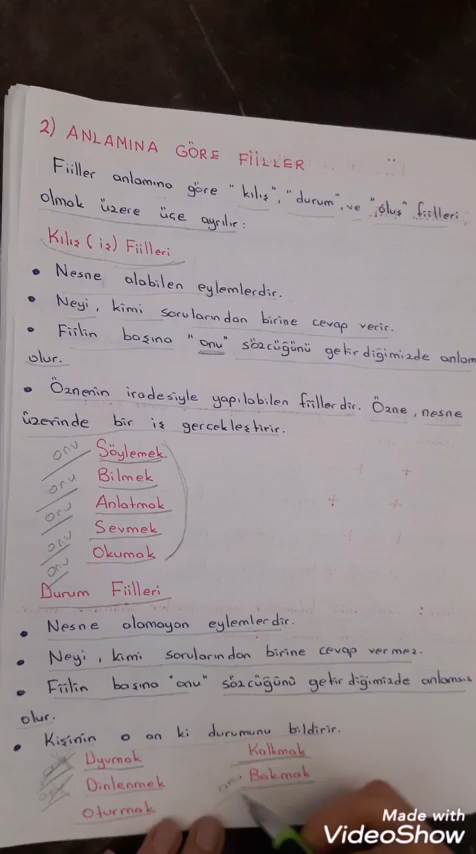 2) ANLAMINA GÖRE FİİLLER
Fiiller anlamına göre "kılış", "durum", ve "oluş" fiilleri
olmak üzere üçe ayrılır:
Kılış (iş) Fiilleri
• Nesne alabilen eylemlerdir.
• Neyi, kimi sorularından birine cevap verir.
• Fiilin başına "onu" sözcüğünü getirdiğimizde anlam
olur.
• Öznenin iradesiyle yapılabilen fiillerdir. Özne, nesne
üzerinde bir iş gerçekleştirir.
onu Söylemek
onu Bilmek
onu Anlatmak
onu Sevmek
onu Okumak
Durum Fiilleri
• Nesne alamayan eylemlerdir.
• Neyi, kimi sorularından birine cevap vermez.
• Fiilin başına "onu" sözcüğünü getirdiğimizde anlamsı
olur.
• Kişinin o an ki durumunu bildirir.
Uyumak Kalkmak
Dinlenmek onu Bakmak
Oturmak
Made with
VideoShow